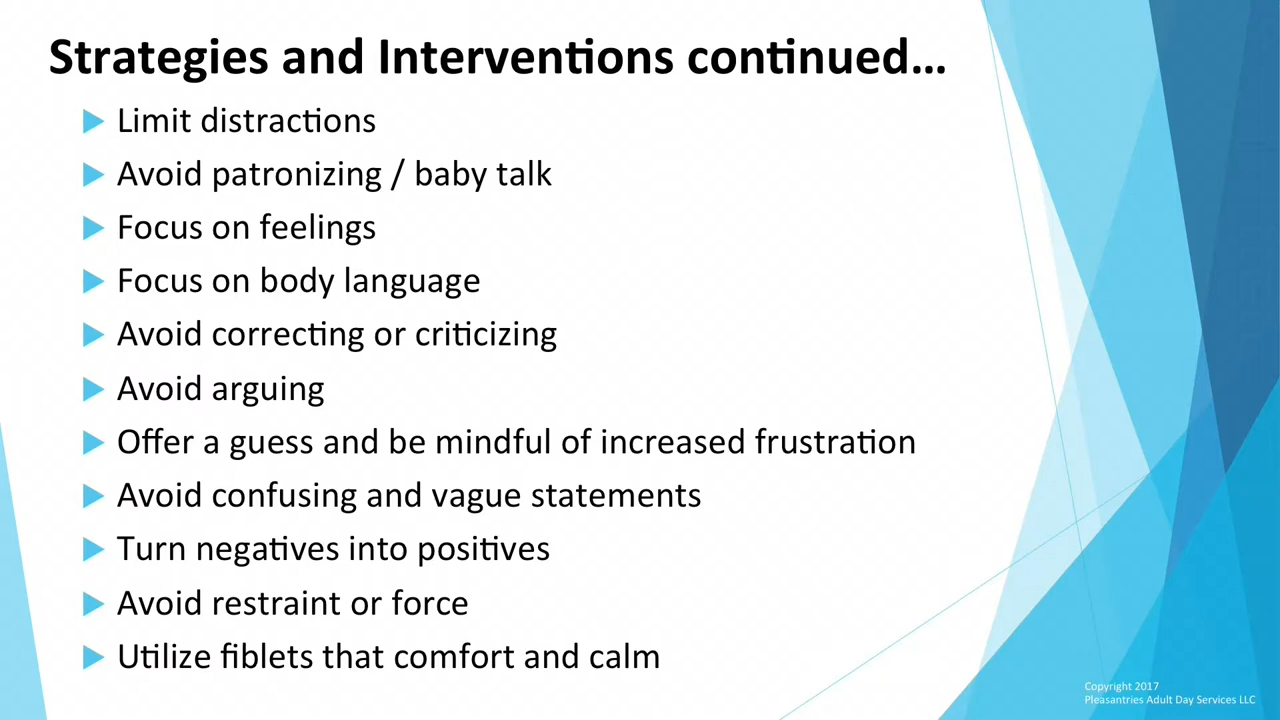 Strategies and Interventions continued...
Limit distractions
Avoid patronizing / baby talk
Focus on feelings
Focus on body language
Avoid correcting or criticizing
Avoid arguing
Offer a guess and be mindful of increased frustration
Avoid confusing and vague statements
Turn negatives into positives
Avoid restraint or force
Utilize fiblets that comfort and calm
Copyright 2017
Pleasantries Adult Day Services LLC